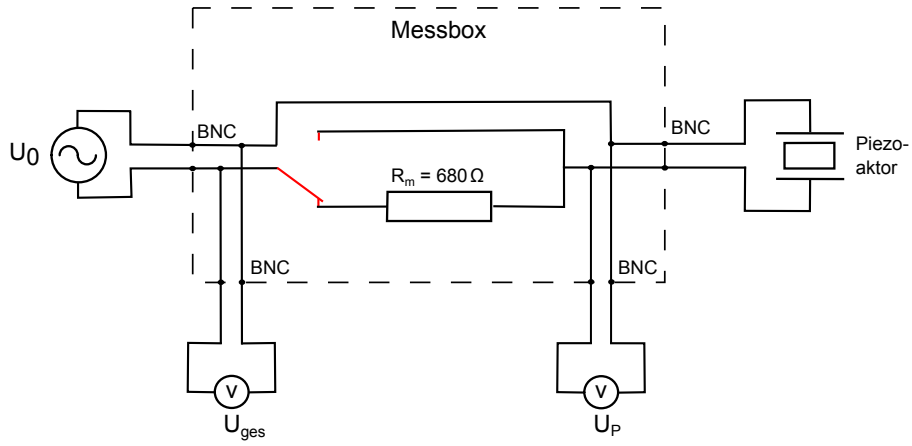 Messbox
BNC
BNC
U0
Piezo-
aktor
Rm = 680 Ω
BNC
BNC
V
V
Uges
UP